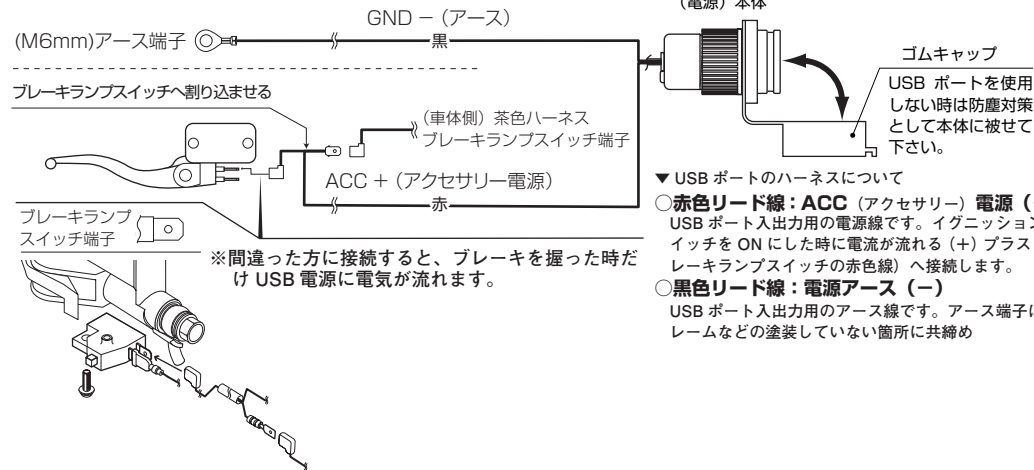 (電源）本体
GND − (アース）
(M6mm)アース端子
黒
ゴムキャップ
USB ポートを使用
しない時は防塵対策
として本体に被せて
下さい。
ブレーキランプスイッチへ割り込ませる
(車体側）茶色ハーネス
ブレーキランプスイッチ端子
ACC + (アクセサリー電源）
赤
ブレーキランプ
スイッチ端子
※間違った方に接続すると、ブレーキを握った時だ
け USB 電源に電気が流れます。
▼ USB ポートのハーネスについて
○赤色リード線：ACC（アクセサリー）電源（
USB ポート入出力用の電源線です。イグニッション
イッチを ON にした時に電流が流れる（+）プラス
レーキランプスイッチの赤色線）へ接続します。
○黒色リード線：電源アース（−）
USB ポート入出力用のアース線です。アース端子に
レームなどの塗装していない箇所に共締め